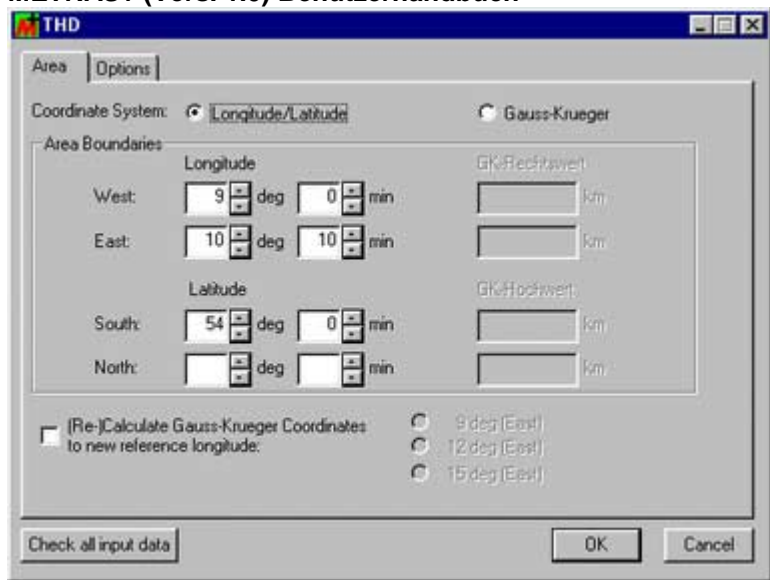 THD
Area Options
Coordinate System: Longitude/Latitude Gauss-Krueger
Area Boundaries
Longitude GK-Rechtswert
West: 9 deg 0 min km
East: 10 deg 10 min km
Latitude GK-Hochwert
South: 54 deg 0 min km
North: deg min km
(Re-)Calculate Gauss-Krueger Coordinates
to new reference longitude:
9 deg (East)
12 deg (East)
15 deg (East)
Check all input data OK Cancel